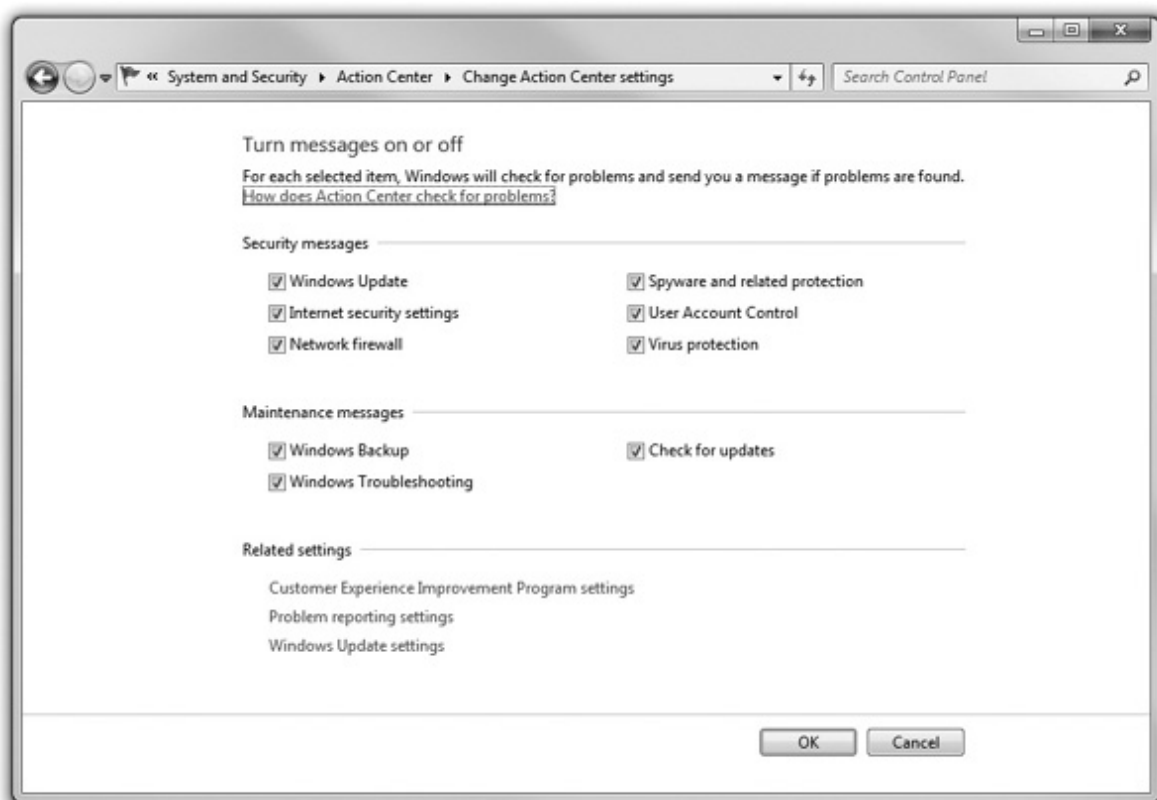 « System and Security ▸ Action Center ▸ Change Action Center settings
Search Control Panel
Turn messages on or off
For each selected item, Windows will check for problems and send you a message if problems are found.
How does Action Center check for problems?
Security messages
Windows Update
Spyware and related protection
Internet security settings
User Account Control
Network firewall
Virus protection
Maintenance messages
Windows Backup
Check for updates
Windows Troubleshooting
Related settings
Customer Experience Improvement Program settings
Problem reporting settings
Windows Update settings
OK
Cancel